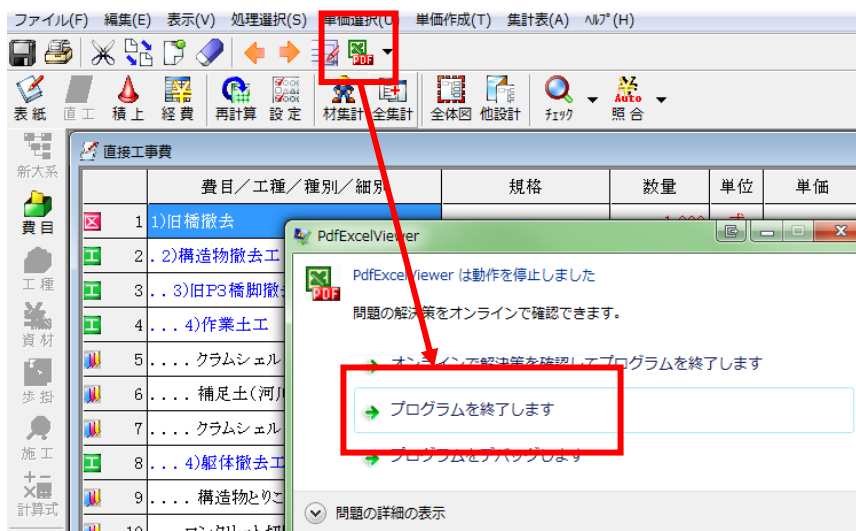 ファイル(F) 編集(E) 表示(V) 処理選択(S) 単価選択(U) 単価作成(T) 集計表(A) ﾍﾙﾌﾟ(H)
PDF
表紙 直工 積上 経費 再計算 設定 材集計 全集計 全体図 他設計 ﾁｪｯｸ Auto 照合
新大系
直接工事費
費目／工種／種別／細別 規格 数量 単位 単価
費目
1 1)旧橋撤去
2 . 2)構造物撤去工
PdfExcelViewer
工種
3 . . 3)旧P3橋脚撤
PDF
PdfExcelViewer は動作を停止しました
問題の解決策をオンラインで確認できます。
資材
4 . . . 4)作業土工
5 . . . . クラムシェル
オンラインで解決策を確認してプログラムを終了します
歩掛
6 . . . . 補足土(河川
プログラムを終了します
7 . . . . クラムシェル
施工
8 . . . 4)躯体撤去工
プログラムをデバッグします
計算式
9 . . . . 構造物とりこ
問題の詳細の表示
10